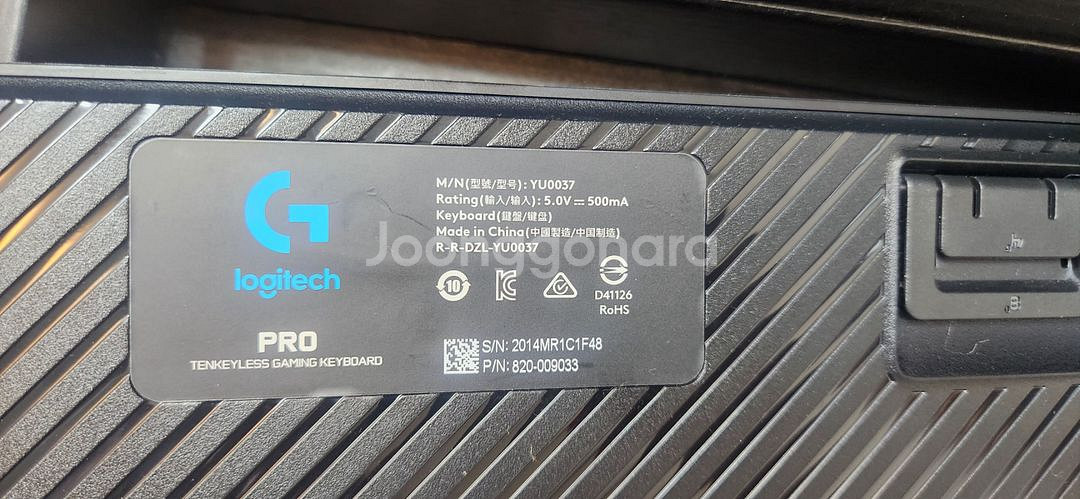 M/N(型號/型号): YU0037
Rating(輸入/输入): 5.0V⎓500mA
Keyboard(鍵盤/键盘)
Made in China(中國製造/中国制造)
R-R-DZL-YU0037
Joonggonara
logitech
10
D41126
RoHS
PRO
TENKEYLESS GAMING KEYBOARD
S/N: 2014MR1C1F48
P/N: 820-009033